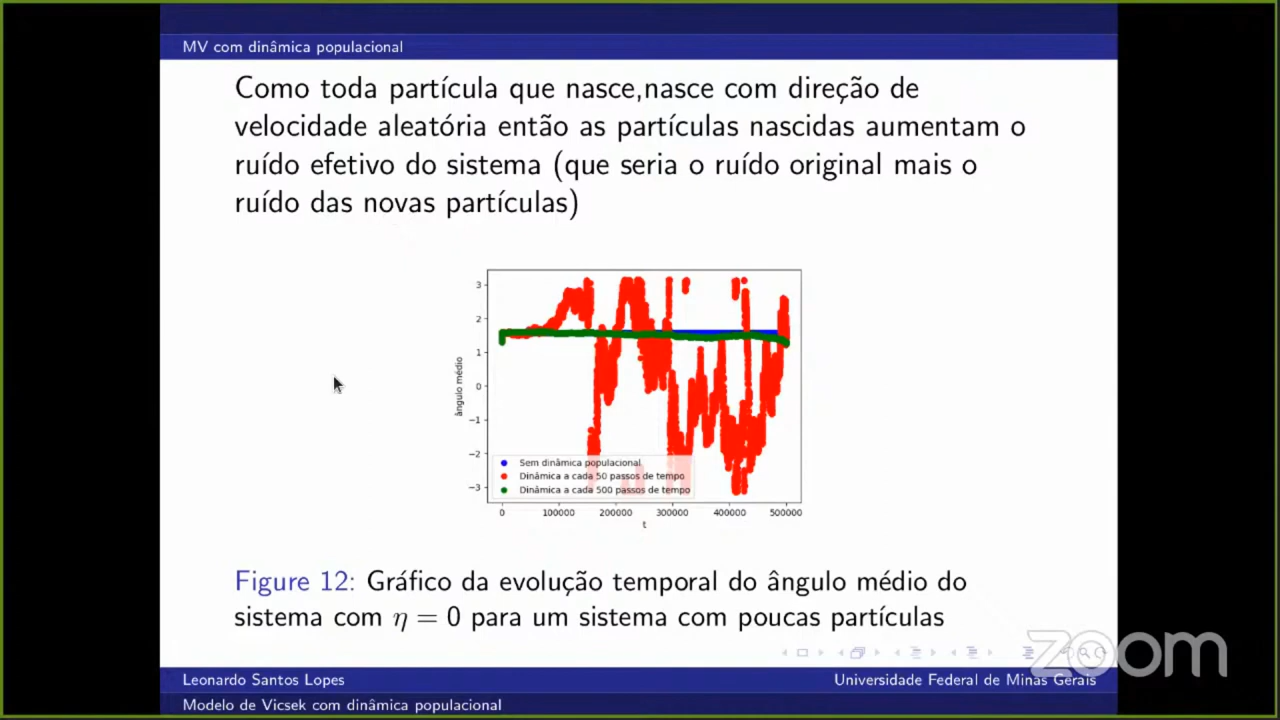 MV com dinâmica populacional
Como toda partícula que nasce,nasce com direção de
velocidade aleatória então as partículas nascidas aumentam o
ruído efetivo do sistema (que seria o ruído original mais o
ruído das novas partículas)
3
2
1
0
−1
−2
−3
ângulo médio
Sem dinâmica populacional
Dinâmica a cada 50 passos de tempo
Dinâmica a cada 500 passos de tempo
0 100000 200000 300000 400000 500000
t
Figure 12: Gráfico da evolução temporal do ângulo médio do
sistema com η = 0 para um sistema com poucas partículas
zoom
Leonardo Santos Lopes Universidade Federal de Minas Gerais
Modelo de Vicsek com dinâmica populacional